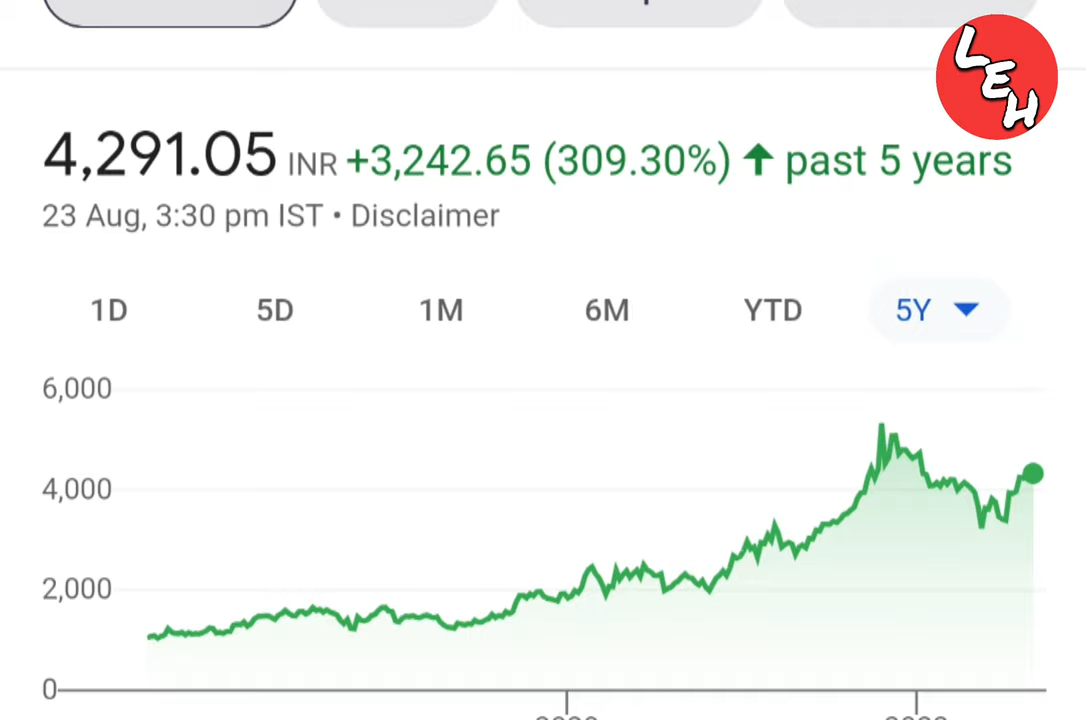 LEH
4,291.05 INR +3,242.65 (309.30%) ↑ past 5 years
23 Aug, 3:30 pm IST • Disclaimer
1D 5D 1M 6M YTD 5Y
6,000
4,000
2,000
0